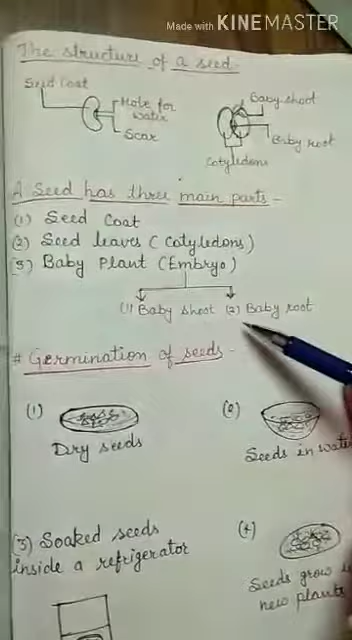 Made with KINEMASTER
The structure of a seed.
Seed Coat
Hole for
water
Scar
Baby shoot
Baby root
Cotyledons
A Seed has three main parts-
(1) Seed Coat
(2) Seed leaves (Cotyledons)
(3) Baby Plant (Embryo)
(1) Baby shoot (2) Baby root
# Germination of seeds-
(1)
Dry seeds
(2)
Seeds in wate
(3) Soaked seeds
inside a refrigerator
(4)
Seeds grow
new plants